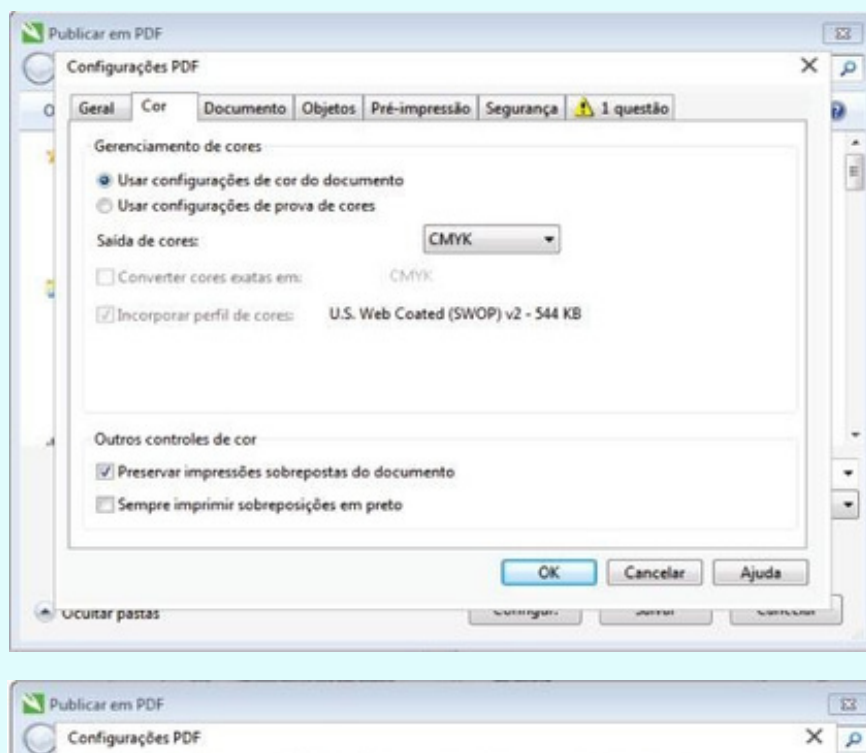 Publicar em PDF
Configurações PDF
Geral Cor Documento Objetos Pré-impressão Segurança 1 questão
Gerenciamento de cores
Usar configurações de cor do documento
Usar configurações de prova de cores
Saída de cores: CMYK
Converter cores exatas em: CMYK
Incorporar perfil de cores: U.S. Web Coated (SWOP) v2 - 544 KB
Outros controles de cor
Preservar impressões sobrepostas do documento
Sempre imprimir sobreposições em preto
OK Cancelar Ajuda
Ocultar pastas Configur. Salvar Cancelar
Publicar em PDF
Configurações PDF